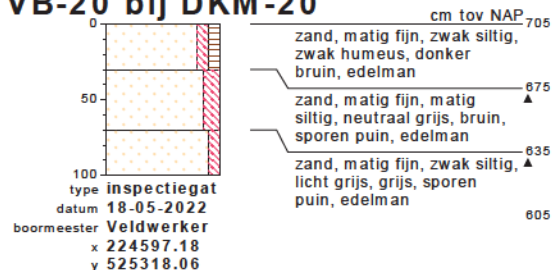 VB-20 bij DKM-20
cm tov NAP
0
705
zand, matig fijn, zwak siltig,
zwak humeus, donker
bruin, edelman
675
50
zand, matig fijn, matig
siltig, neutraal grijs, bruin,
sporen puin, edelman
635
zand, matig fijn, zwak siltig,
licht grijs, grijs, sporen
puin, edelman
100
605
type inspectiegat
datum 18-05-2022
boormeester Veldwerker
x 224597.18
y 525318.06